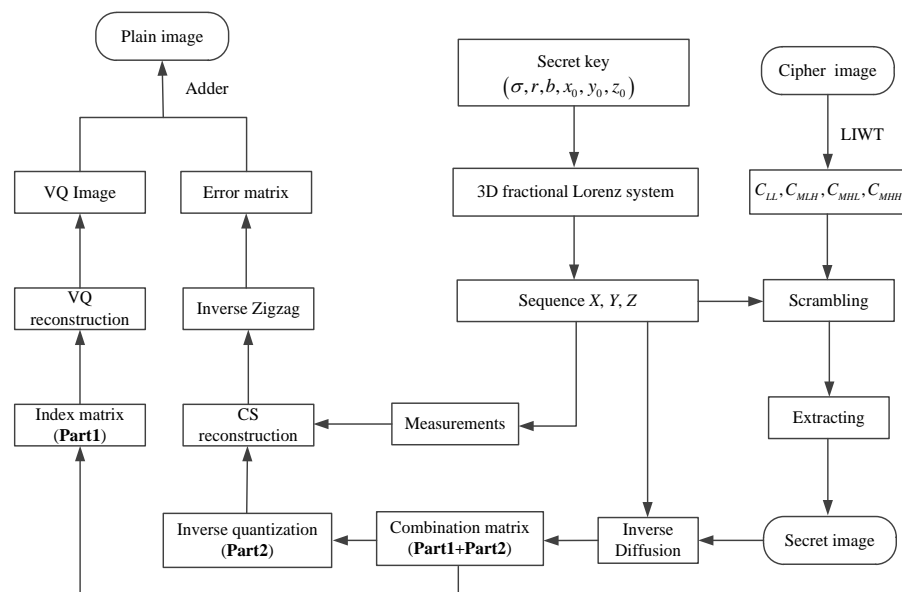 Plain image
Adder
Secret key
(σ, r, b, x₀, y₀, z₀)
Cipher image
LIWT
VQ Image
Error matrix
3D fractional Lorenz system
C_LL, C_MLH, C_MHL, C_MHH
VQ
reconstruction
Inverse Zigzag
Sequence X, Y, Z
Scrambling
Index matrix
(Part1)
CS
reconstruction
Measurements
Extracting
Inverse quantization
(Part2)
Combination matrix
(Part1+Part2)
Inverse
Diffusion
Secret image